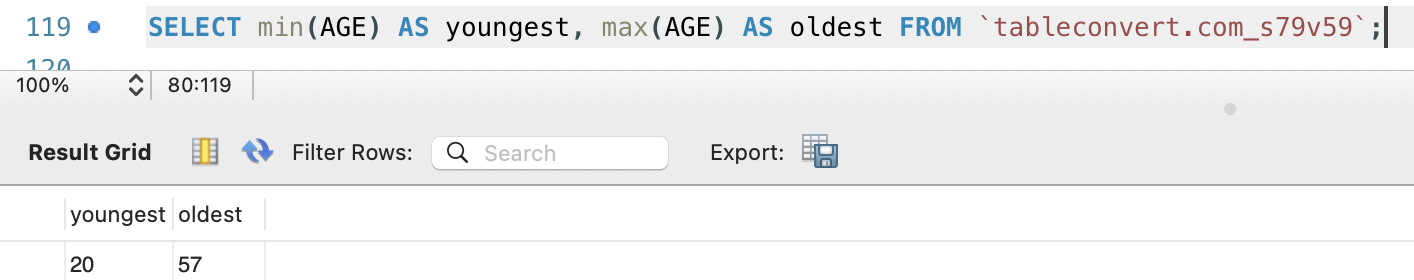 119 SELECT min(AGE) AS youngest, max(AGE) AS oldest FROM `tableconvert.com_s79v59`;
120
100% 80:119
Result Grid Filter Rows: Search Export:
youngest oldest
20 57